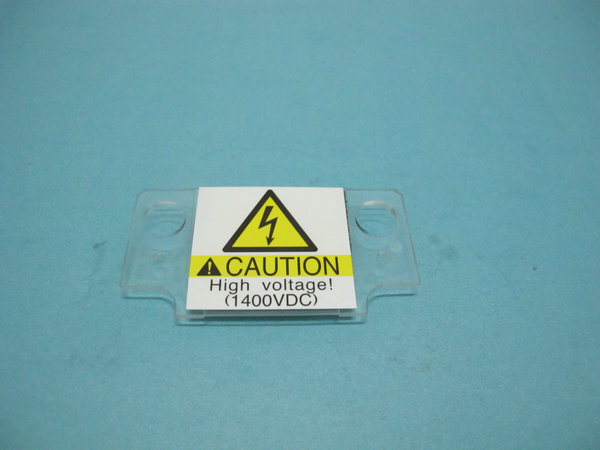 CAUTION
High voltage!
(1400VDC)